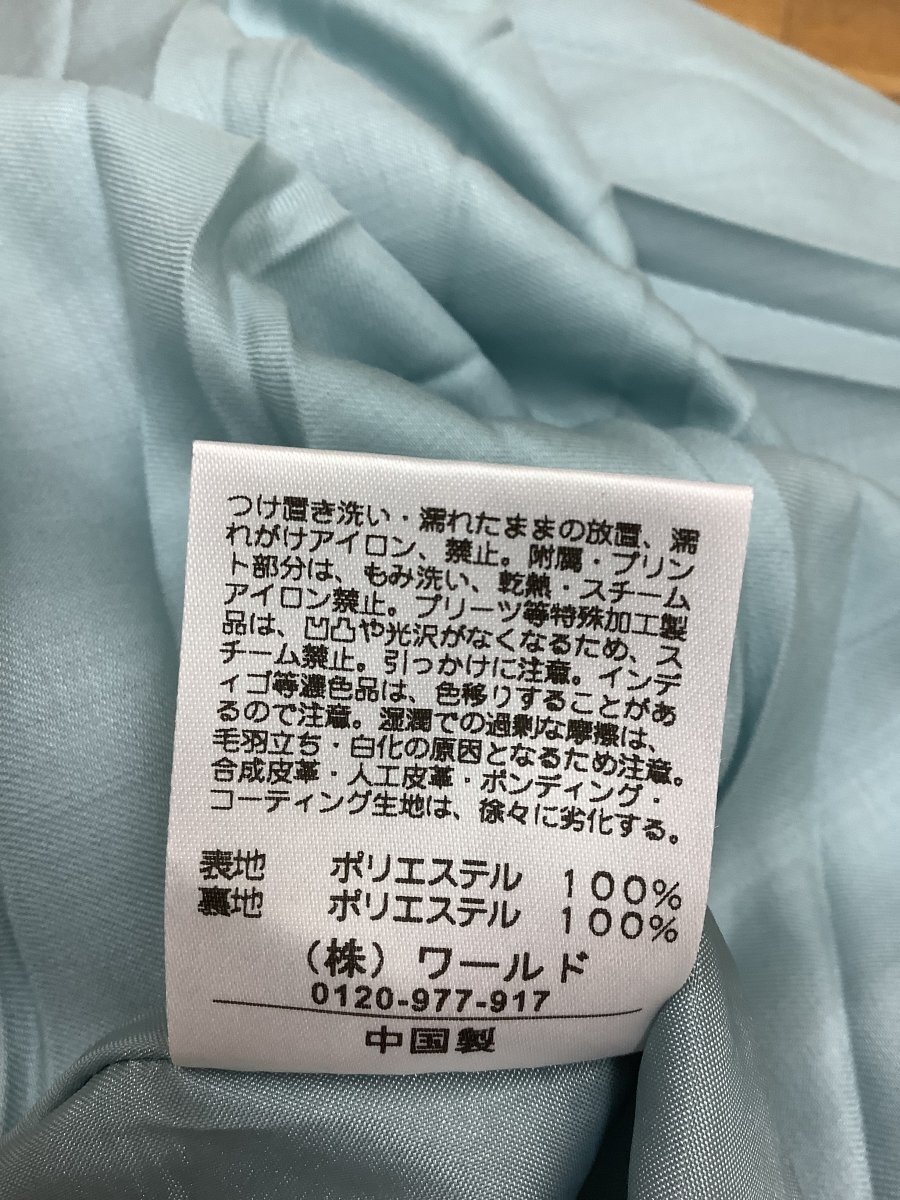 つけ置き洗い・濡れたままの放置、濡
れがけアイロン、禁止。附属・プリン
ト部分は、もみ洗い、乾熱・スチーム
アイロン禁止。プリーツ等特殊加工製
品は、凹凸や光沢がなくなるため、ス
チーム禁止。引っかけに注意。インデ
ィゴ等濃色品は、色移りすることがあ
るので注意。湿潤での過剰な摩擦は、
毛羽立ち・白化の原因となるため注意。
合成皮革・人工皮革・ボンディング・
コーティング生地は、徐々に劣化する。
表地 ポリエステル 100%
裏地 ポリエステル 100%
(株) ワールド
0120-977-917
中国製